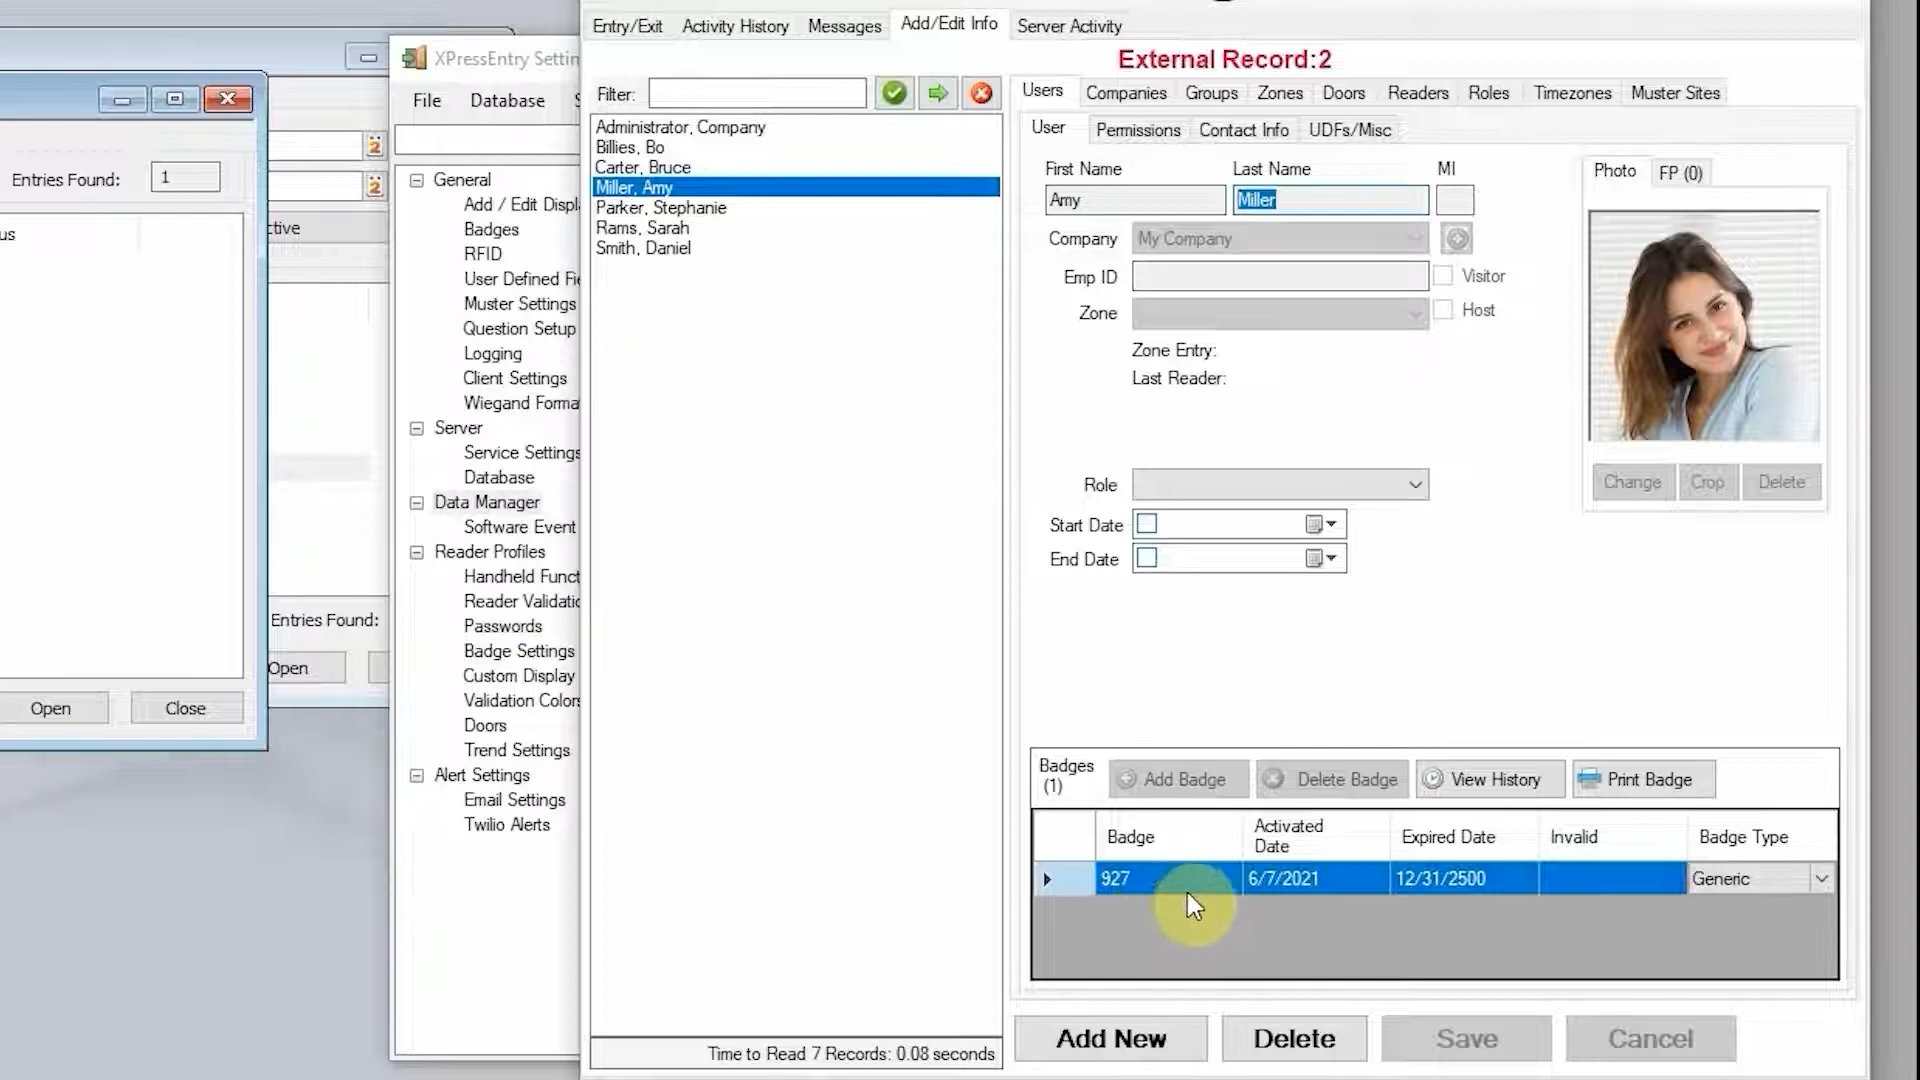 Entry/Exit
Activity History
Messages
Add/Edit Info
Server Activity
External Record:2
XPressEntry Settin
File
Database
S
Filter:
Users
Companies
Groups
Zones
Doors
Readers
Roles
Timezones
Muster Sites
User
Permissions
Contact Info
UDFs/Misc
Entries Found:
1
us
ctive
Entries Found:
Open
Open
Close
General
Add / Edit Displ
Badges
RFID
User Defined Fie
Muster Settings
Question Setup
Logging
Client Settings
Wiegand Forma
Server
Service Settings
Database
Data Manager
Software Event
Reader Profiles
Handheld Funct
Reader Validatio
Passwords
Badge Settings
Custom Display
Validation Colors
Doors
Trend Settings
Alert Settings
Email Settings
Twilio Alerts
Administrator, Company
Billies, Bo
Carter, Bruce
Miller, Amy
Parker, Stephanie
Rams, Sarah
Smith, Daniel
Time to Read 7 Records: 0.08 seconds
First Name
Last Name
MI
Amy
Miller
Company
My Company
Emp ID
Visitor
Zone
Host
Zone Entry:
Last Reader:
Role
Start Date
End Date
Photo
FP (0)
Change
Crop
Delete
Badges
(1)
Add Badge
Delete Badge
View History
Print Badge
Badge
Activated
Date
Expired Date
Invalid
Badge Type
927
6/7/2021
12/31/2500
Generic
Add New
Delete
Save
Cancel